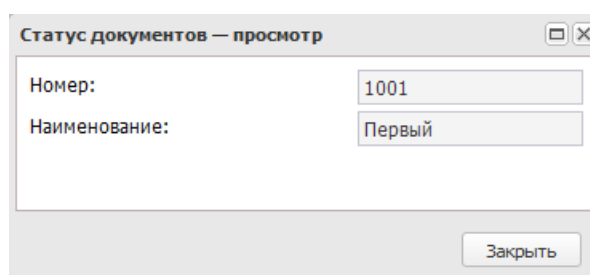 Статус документов — просмотр
Номер: 1001
Наименование: Первый
Закрыть